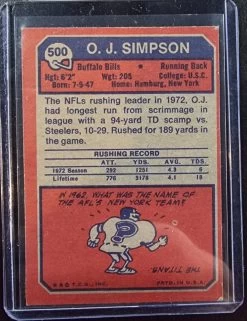 500
O. J. SIMPSON
Buffalo Bills • Running Back
Hgt: 6'2" Wgt: 205 College: U.S.C.
Born: 7-9-47 Home: Hamburg, New York
The NFLs rushing leader in 1972, O.J.
had longest run from scrimmage in
league with a 94-yard TD scamp vs.
Steelers, 10-29. Rushed for 189 yards in
the game.
RUSHING RECORD
ATT. YDS. AVG. TDS.
1972 Season 292 1251 4.3 6
Lifetime 776 3178 4.1 18
IN 1962, WHAT WAS THE NAME OF
THE AFL'S NEW YORK TEAM?
?
THE TITANS.
© T.C.G., INC. PRTD. IN U.S.A.